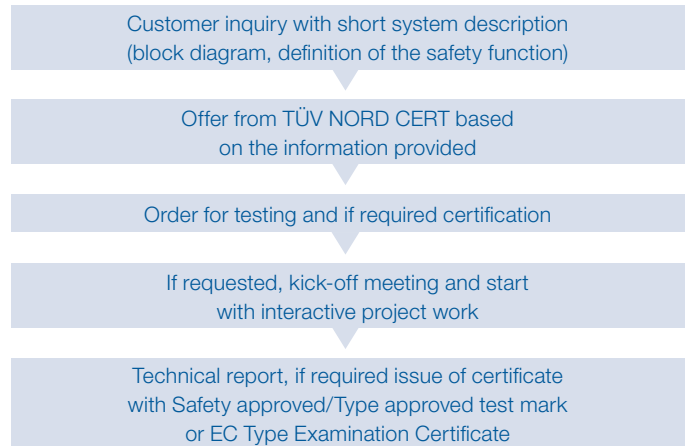 Customer inquiry with short system description
(block diagram, definition of the safety function)
Offer from TÜV NORD CERT based
on the information provided
Order for testing and if required certification
If requested, kick-off meeting and start
with interactive project work
Technical report, if required issue of certificate
with Safety approved/Type approved test mark
or EC Type Examination Certificate